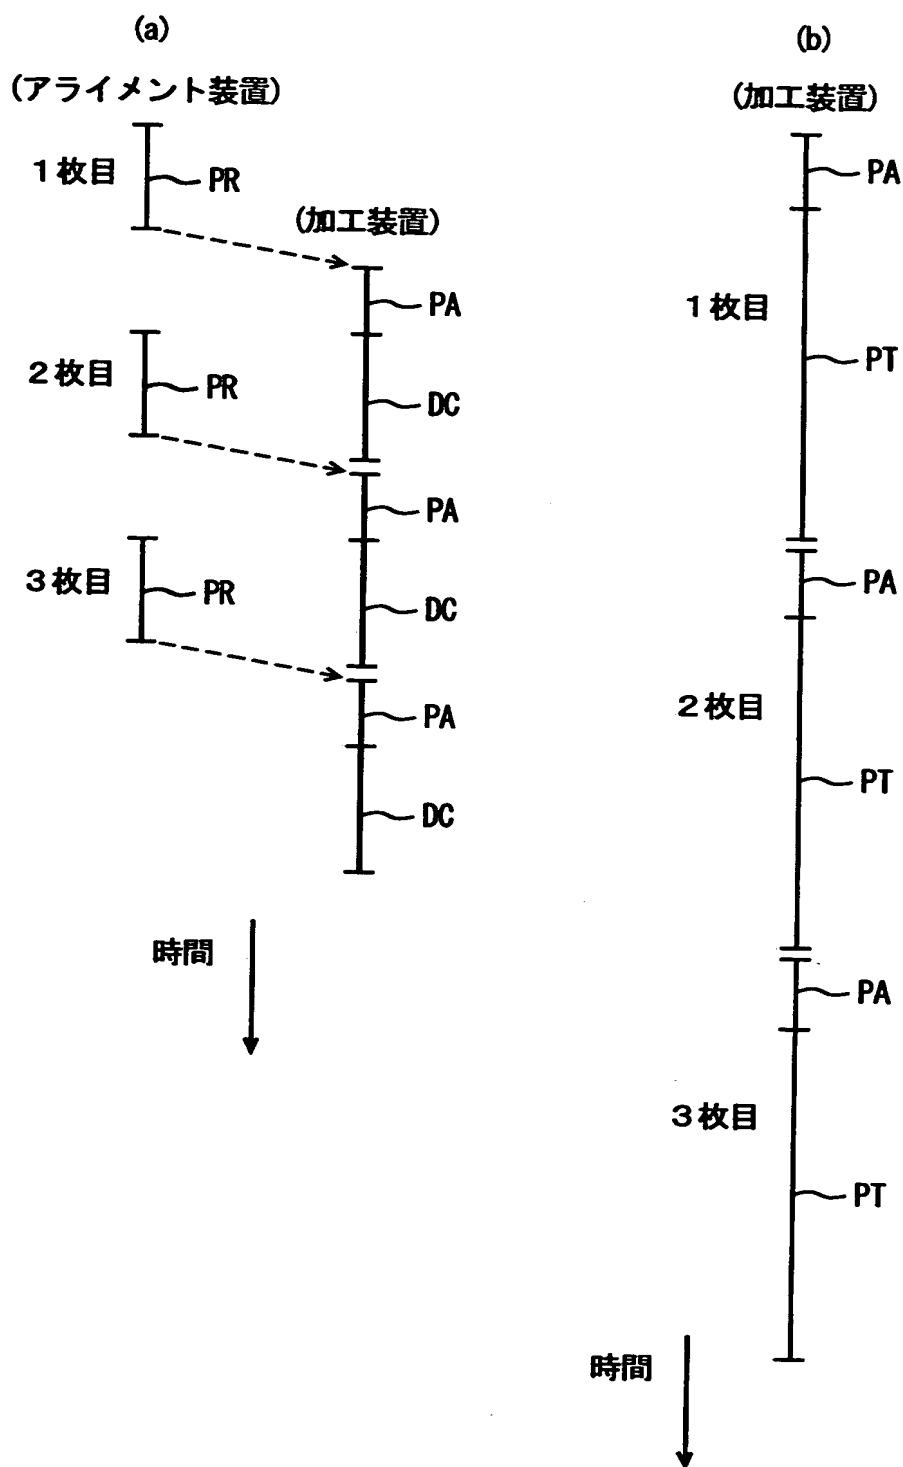 (a)
(アライメント装置)
1枚目
PR
(加工装置)
PA
2枚目
PR
DC
PA
3枚目
PR
DC
PA
DC
時間
(b)
(加工装置)
PA
1枚目
PT
PA
2枚目
PT
PA
3枚目
PT
時間